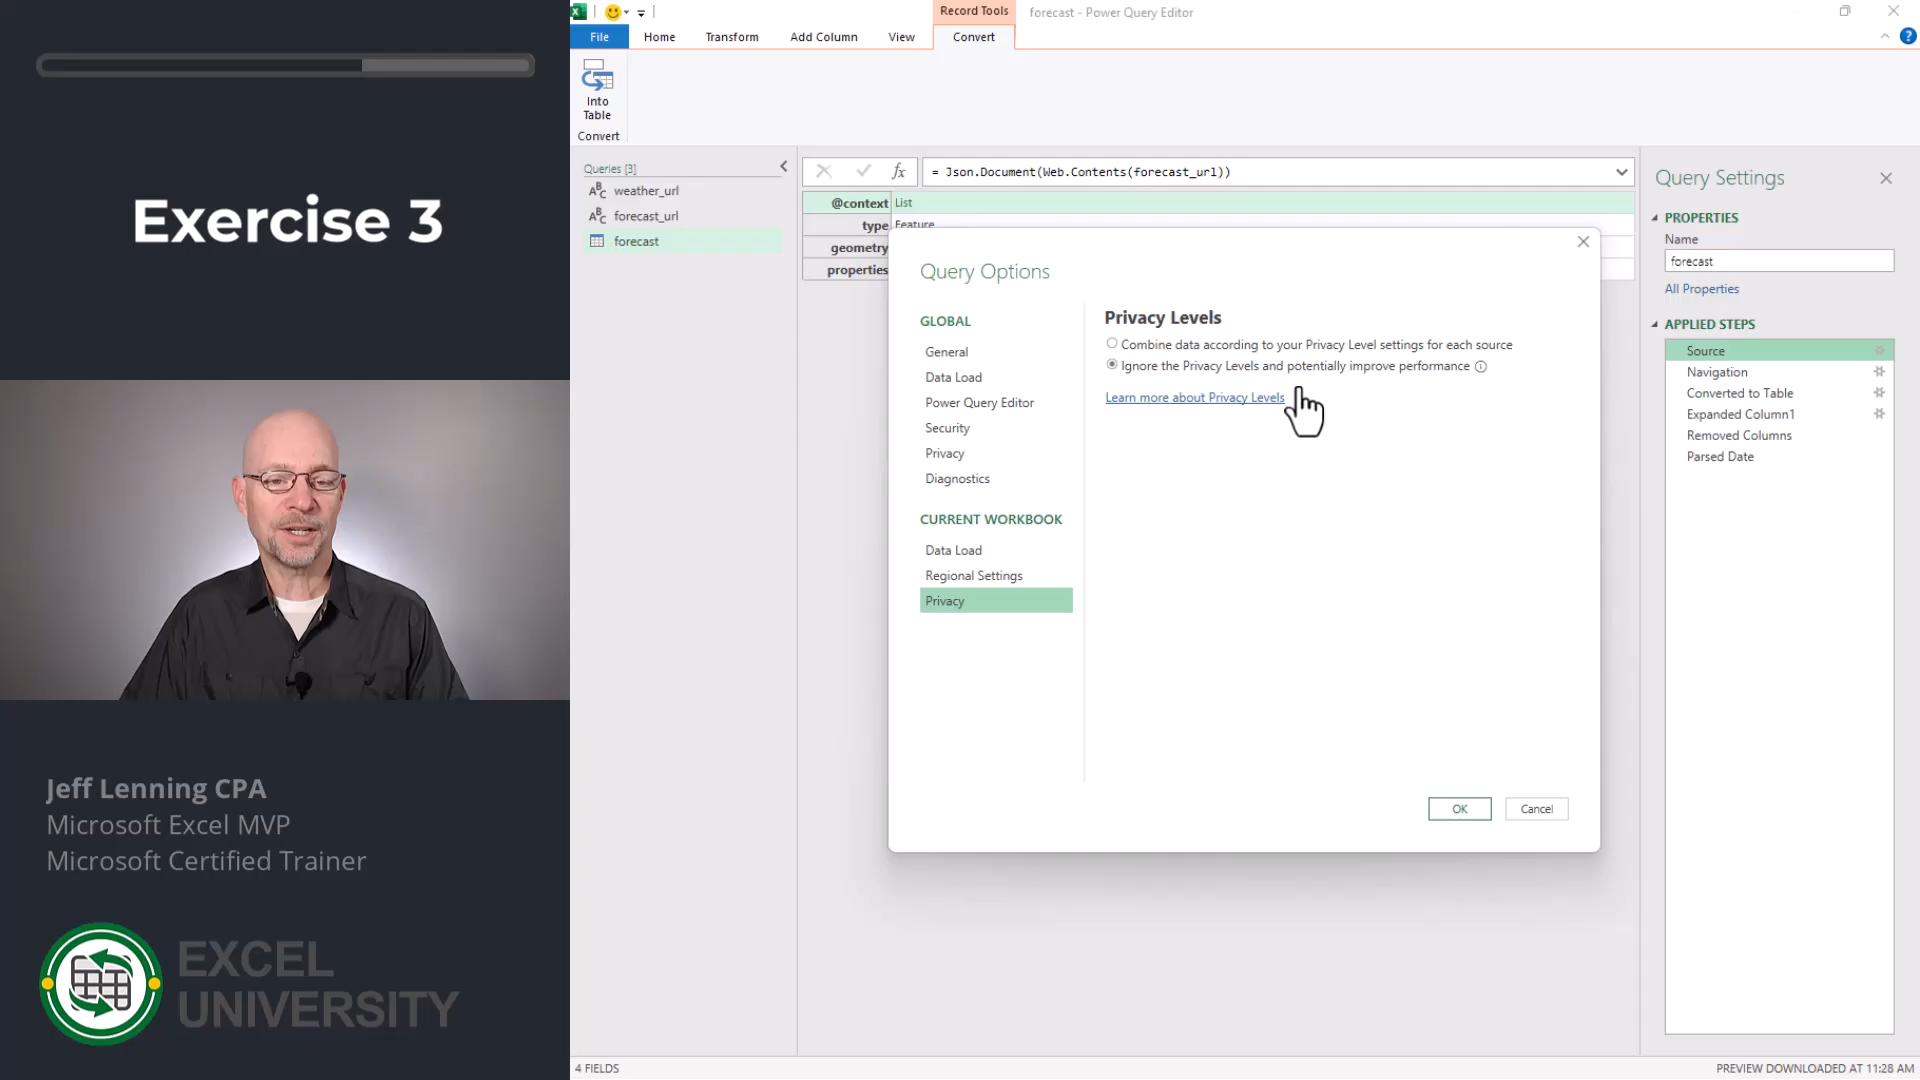 Exercise 3
Jeff Lenning CPA
Microsoft Excel MVP
Microsoft Certified Trainer
EXCEL
UNIVERSITY
Record Tools
forecast - Power Query Editor
File
Home
Transform
Add Column
View
Convert
Into
Table
Convert
Queries [3]
weather_url
forecast_url
forecast
= Json.Document(Web.Contents(forecast_url))
@context List
type Feature
geometry
properties
Query Options
GLOBAL
General
Data Load
Power Query Editor
Security
Privacy
Diagnostics
CURRENT WORKBOOK
Data Load
Regional Settings
Privacy
Privacy Levels
Combine data according to your Privacy Level settings for each source
Ignore the Privacy Levels and potentially improve performance
Learn more about Privacy Levels
OK
Cancel
Query Settings
PROPERTIES
Name
forecast
All Properties
APPLIED STEPS
Source
Navigation
Converted to Table
Expanded Column1
Removed Columns
Parsed Date
4 FIELDS
PREVIEW DOWNLOADED AT 11:28 AM